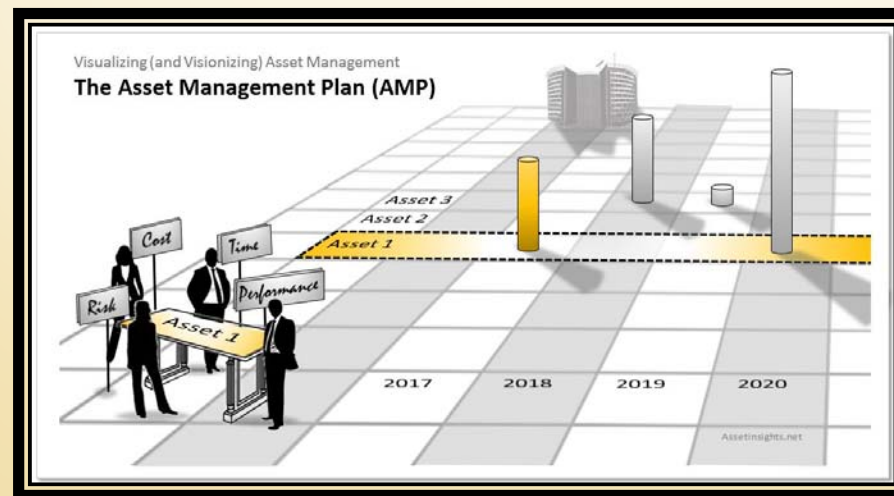 Visualizing (and Visionizing) Asset Management
The Asset Management Plan (AMP)
Asset 3
Asset 2
Asset 1
Cost
Time
Risk
Performance
Asset 1
2017 2018 2019 2020
Assetinsights.net